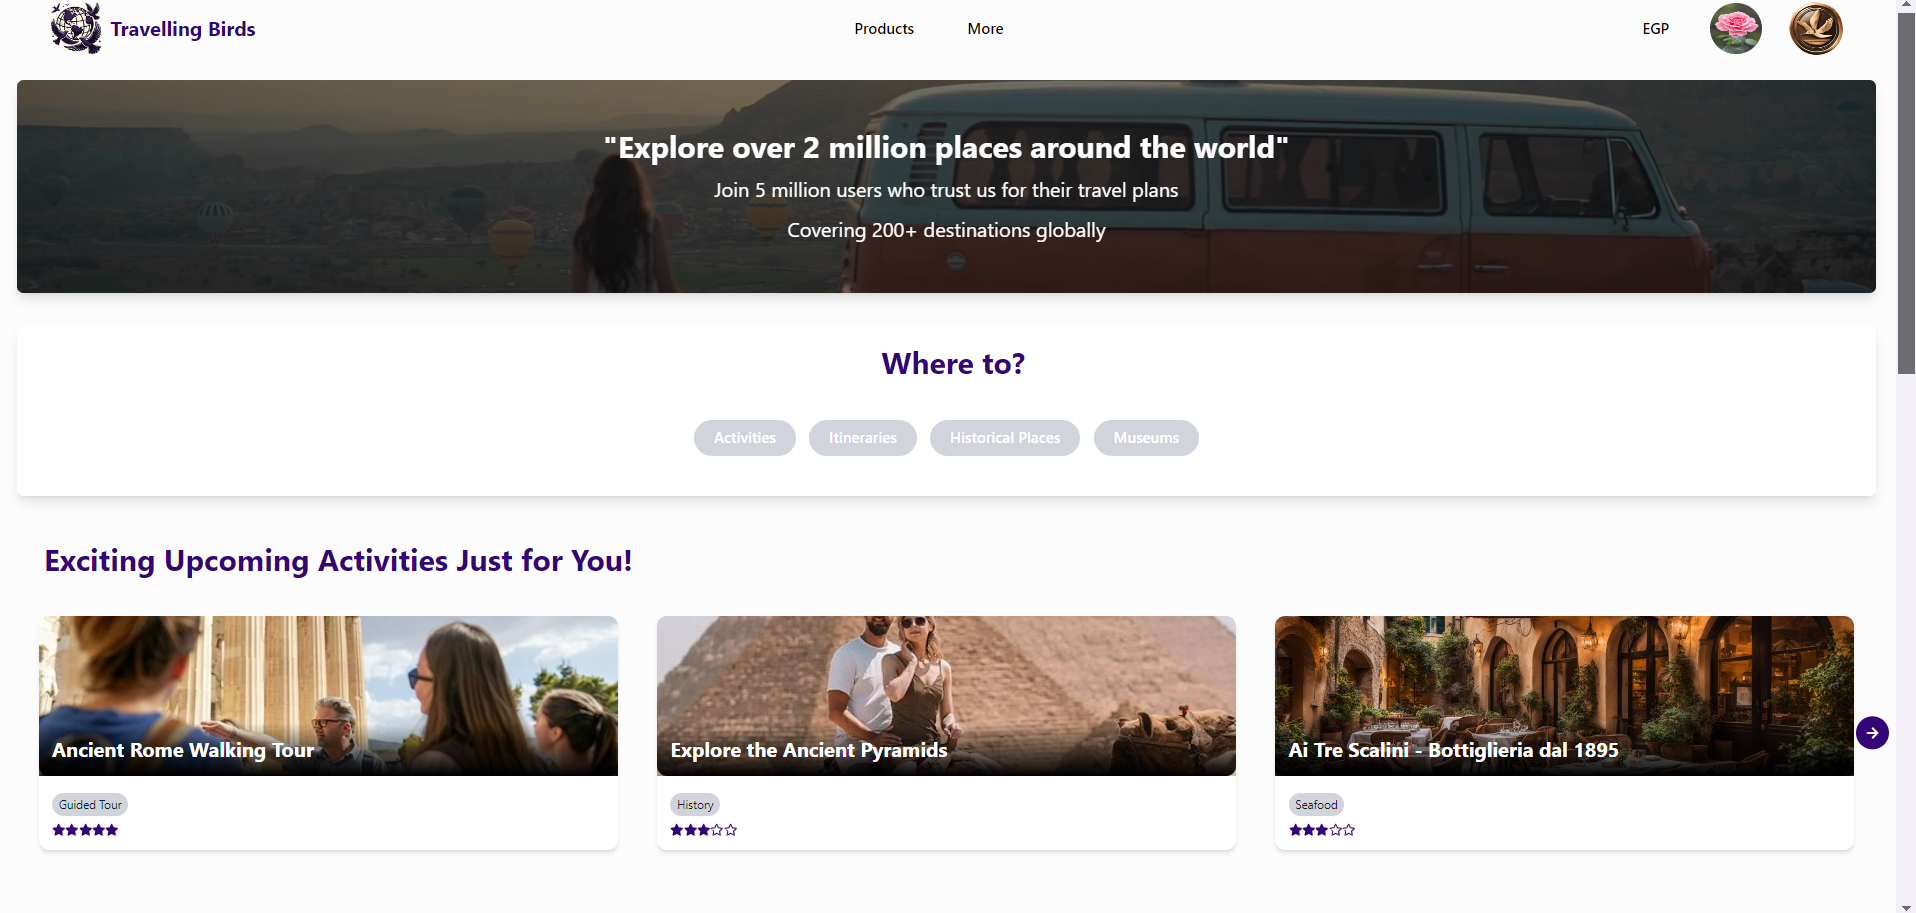 Travelling Birds
Products
More
EGP
"Explore over 2 million places around the world"
Join 5 million users who trust us for their travel plans
Covering 200+ destinations globally
Where to?
Activities
Itineraries
Historical Places
Museums
Exciting Upcoming Activities Just for You!
Ancient Rome Walking Tour
Guided Tour
Explore the Ancient Pyramids
History
Ai Tre Scalini - Bottiglieria dal 1895
Seafood